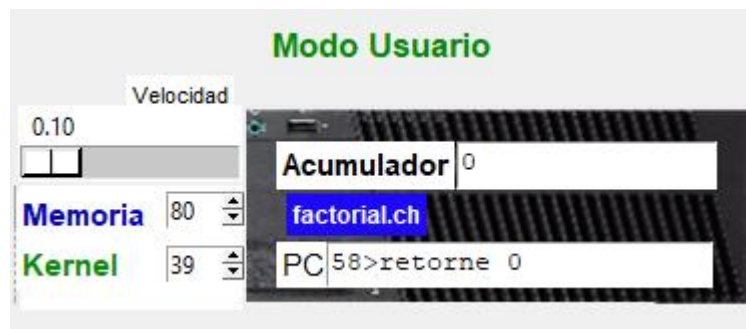 Modo Usuario
Velocidad
0.10
Acumulador 0
Memoria 80
factorial.ch
Kernel 39
PC 58>retorne 0